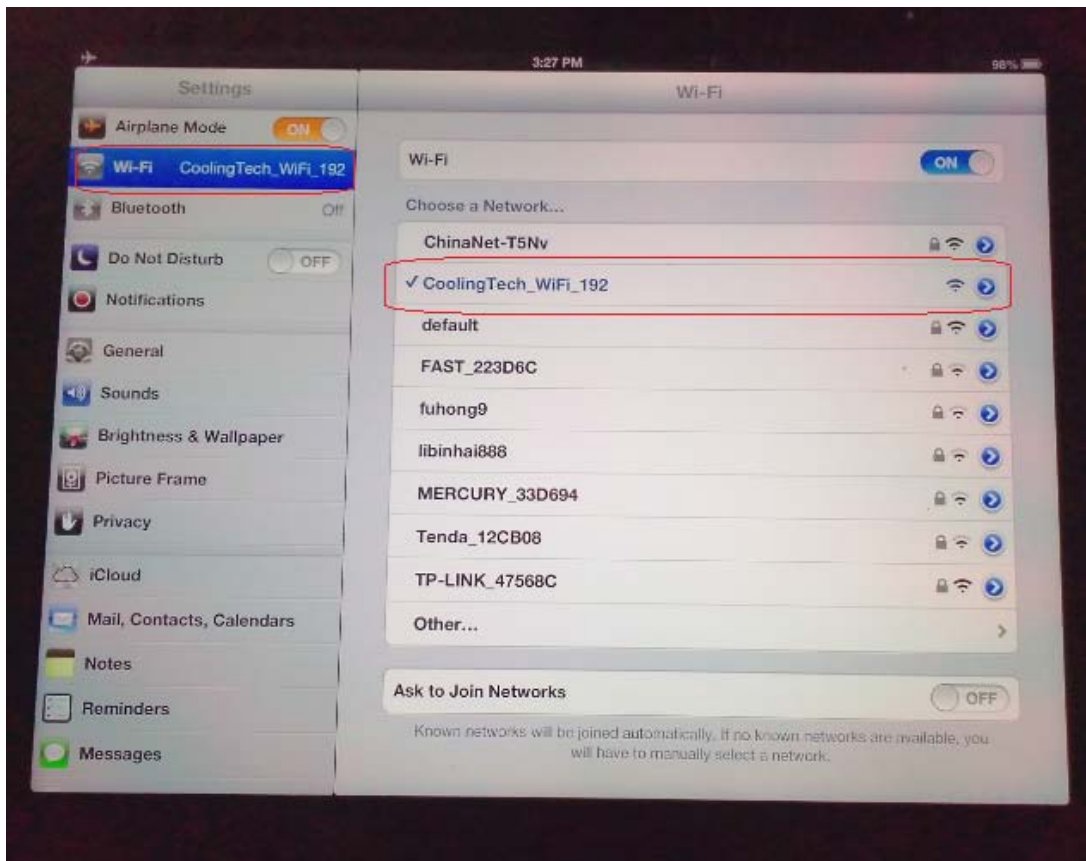 3:27 PM
98%
Settings
Airplane Mode ON
Wi-Fi CoolingTech_WiFi_192
Bluetooth Off
Do Not Disturb OFF
Notifications
General
Sounds
Brightness & Wallpaper
Picture Frame
Privacy
iCloud
Mail, Contacts, Calendars
Notes
Reminders
Messages
Wi-Fi
Wi-Fi ON
Choose a Network...
ChinaNet-T5Nv
✓ CoolingTech_WiFi_192
default
FAST_223D6C
fuhong9
libinhai888
MERCURY_33D694
Tenda_12CB08
TP-LINK_47568C
Other...
Ask to Join Networks OFF
Known networks will be joined automatically. If no known networks are available, you
will have to manually select a network.